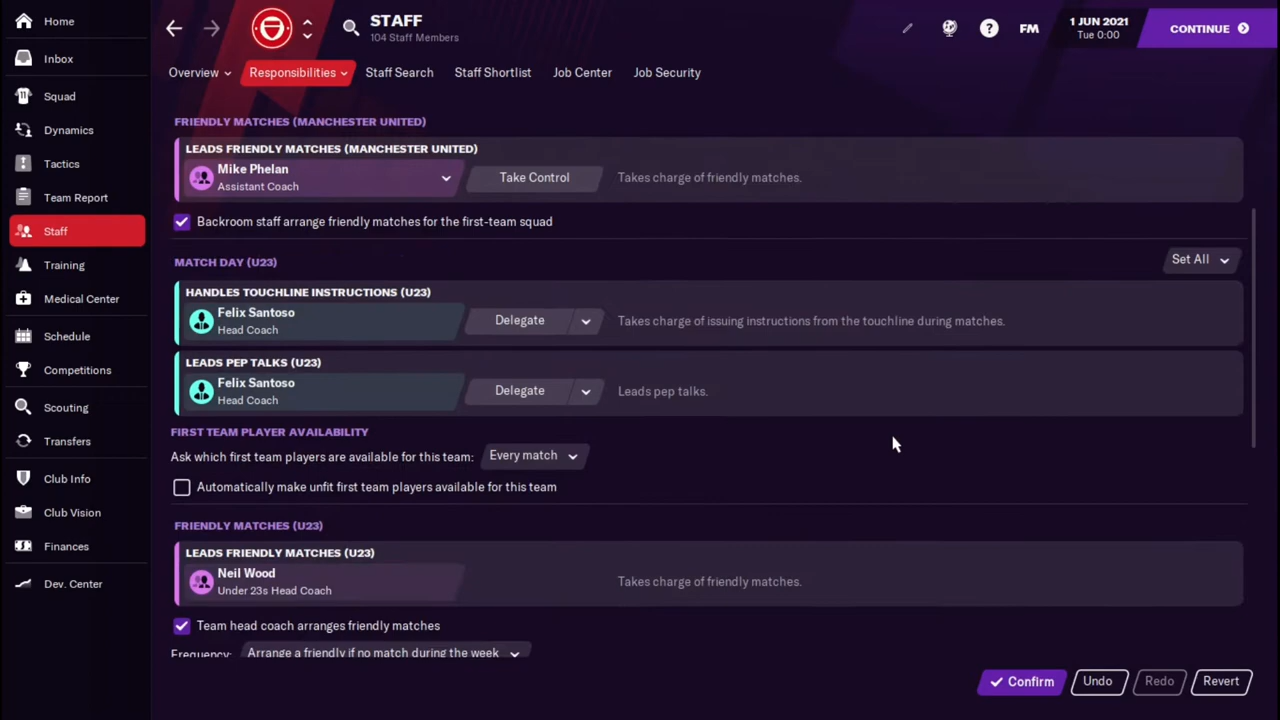 Home
Inbox
Squad
Dynamics
Tactics
Team Report
Staff
Training
Medical Center
Schedule
Competitions
Scouting
Transfers
Club Info
Club Vision
Finances
Dev. Center
STAFF
104 Staff Members
?
FM
1 JUN 2021
Tue 0:00
CONTINUE
Overview
Responsibilities
Staff Search
Staff Shortlist
Job Center
Job Security
FRIENDLY MATCHES (MANCHESTER UNITED)
LEADS FRIENDLY MATCHES (MANCHESTER UNITED)
Mike Phelan
Assistant Coach
Take Control
Takes charge of friendly matches.
Backroom staff arrange friendly matches for the first-team squad
MATCH DAY (U23)
Set All
HANDLES TOUCHLINE INSTRUCTIONS (U23)
Felix Santoso
Head Coach
Delegate
Takes charge of issuing instructions from the touchline during matches.
LEADS PEP TALKS (U23)
Felix Santoso
Head Coach
Delegate
Leads pep talks.
FIRST TEAM PLAYER AVAILABILITY
Ask which first team players are available for this team: Every match
Automatically make unfit first team players available for this team
FRIENDLY MATCHES (U23)
LEADS FRIENDLY MATCHES (U23)
Neil Wood
Under 23s Head Coach
Takes charge of friendly matches.
Team head coach arranges friendly matches
Frequency: Arrange a friendly if no match during the week
Confirm
Undo
Redo
Revert